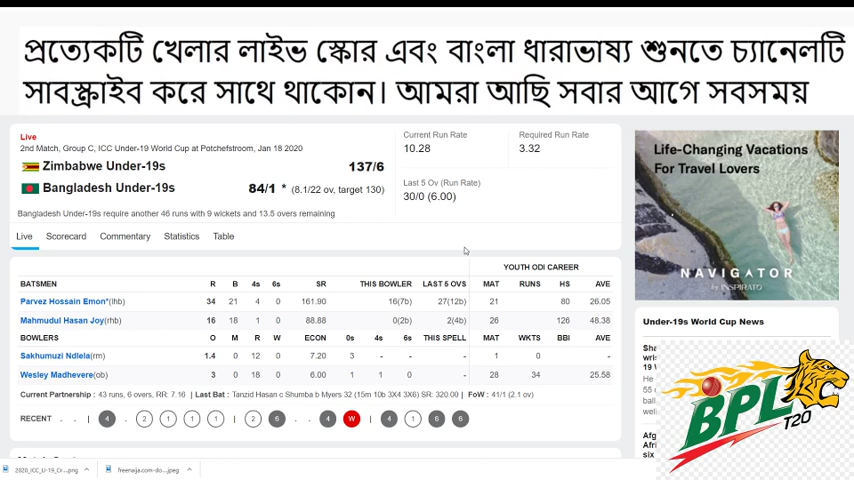 প্রত্যেকটি খেলার লাইভ স্কোর এবং বাংলা ধারাভাষ্য শুনতে চ্যানেলটি
সাবস্ক্রাইব করে সাথে থাকোন। আমরা আছি সবার আগে সবসময়
Live
2nd Match, Group C, ICC Under-19 World Cup at Potchefstroom, Jan 18 2020
Zimbabwe Under-19s 137/6
Bangladesh Under-19s 84/1 * (8.1/22 ov, target 130)
Bangladesh Under-19s require another 46 runs with 9 wickets and 13.5 overs remaining
Current Run Rate Required Run Rate
10.28 3.32
Last 5 Ov (Run Rate)
30/0 (6.00)
Live Scorecard Commentary Statistics Table
YOUTH ODI CAREER
BATSMEN R B 4s 6s SR THIS BOWLER LAST 5 OVS MAT RUNS HS AVE
Parvez Hossain Emon*(lhb) 34 21 4 0 161.90 16(7b) 27(12b) 21 80 26.05
Mahmudul Hasan Joy(rhb) 16 18 1 0 88.88 0(2b) 2(4b) 26 126 48.38
BOWLERS O M R W ECON 0s 4s 6s THIS SPELL MAT WKTS BBI AVE
Sakhumuzi Ndlela(rm) 1.4 0 12 0 7.20 3 - - - 1 0 -
Wesley Madhevere(ob) 3 0 18 0 6.00 1 1 0 - 28 34 25.58
Current Partnership : 43 runs, 6 overs, RR: 7.16 | Last Bat : Tanzid Hasan c Shumba b Myers 32 (15m 10b 3X4 3X6) SR: 320.00 | FoW : 41/1 (2.1 ov)
RECENT . . | 4 . 2 1 1 1 | 2 6 . . 4 W | 4 1 6 6
Life-Changing Vacations
For Travel Lovers
NAVIGATOR
by INSPIRATO
Under-19s World Cup News
Sha
wris
19 W
He
55 c
ball
well
Afg
six
BPL
T20
2020_ICC_U-19_Cr....png
freenaija.com-do....jpeg